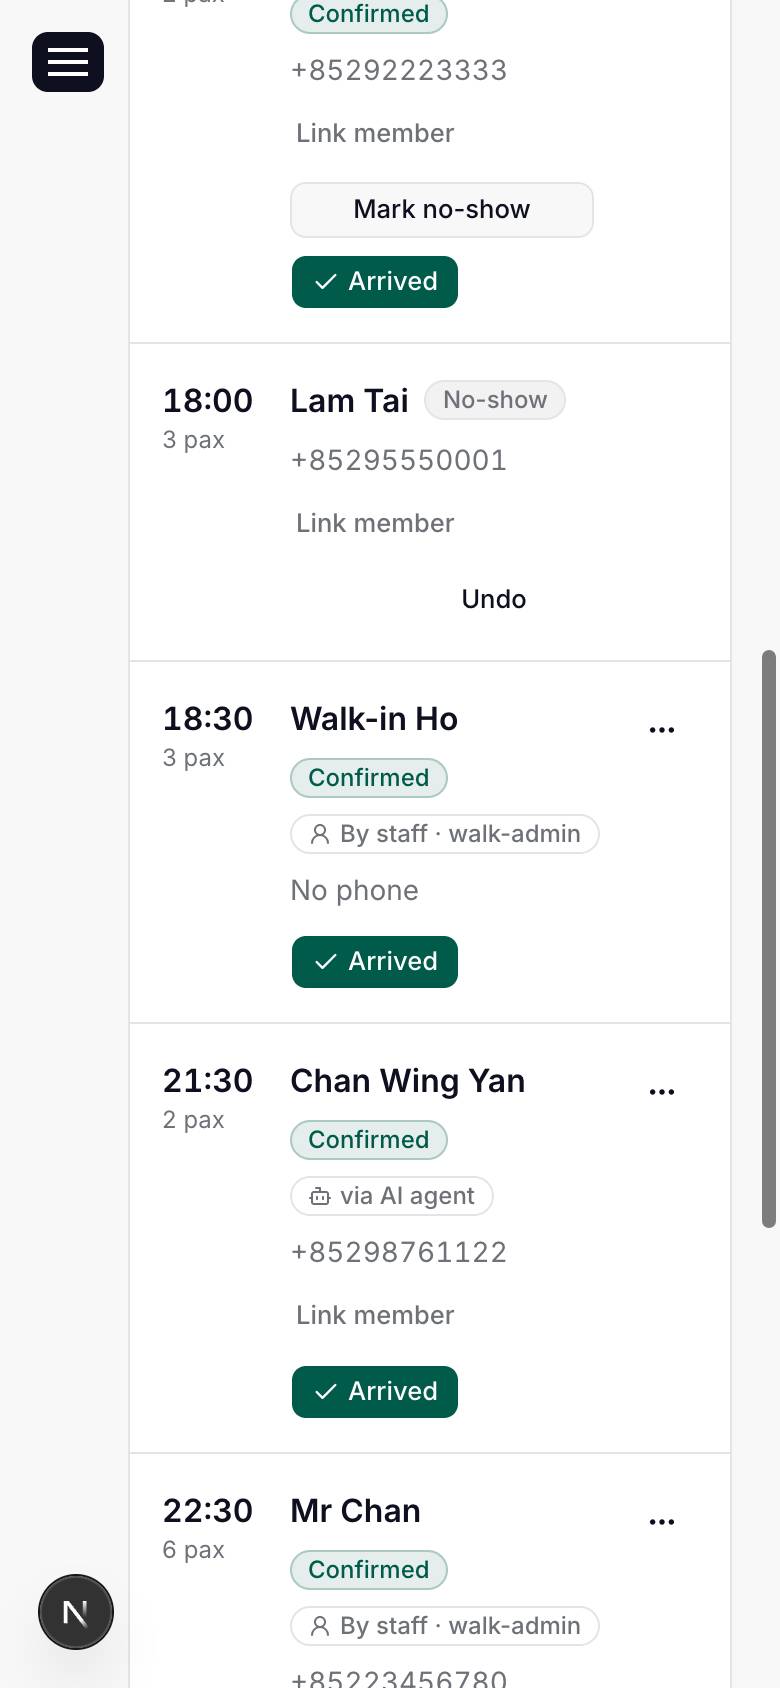 Confirmed
+85292223333
Link member
Mark no-show
Arrived
18:00 Lam Tai No-show
3 pax
+85295550001
Link member
Undo
18:30 Walk-in Ho ...
3 pax
Confirmed
By staff · walk-admin
No phone
Arrived
21:30 Chan Wing Yan ...
2 pax
Confirmed
via AI agent
+85298761122
Link member
Arrived
22:30 Mr Chan ...
6 pax
Confirmed
By staff · walk-admin
N
+85223456780